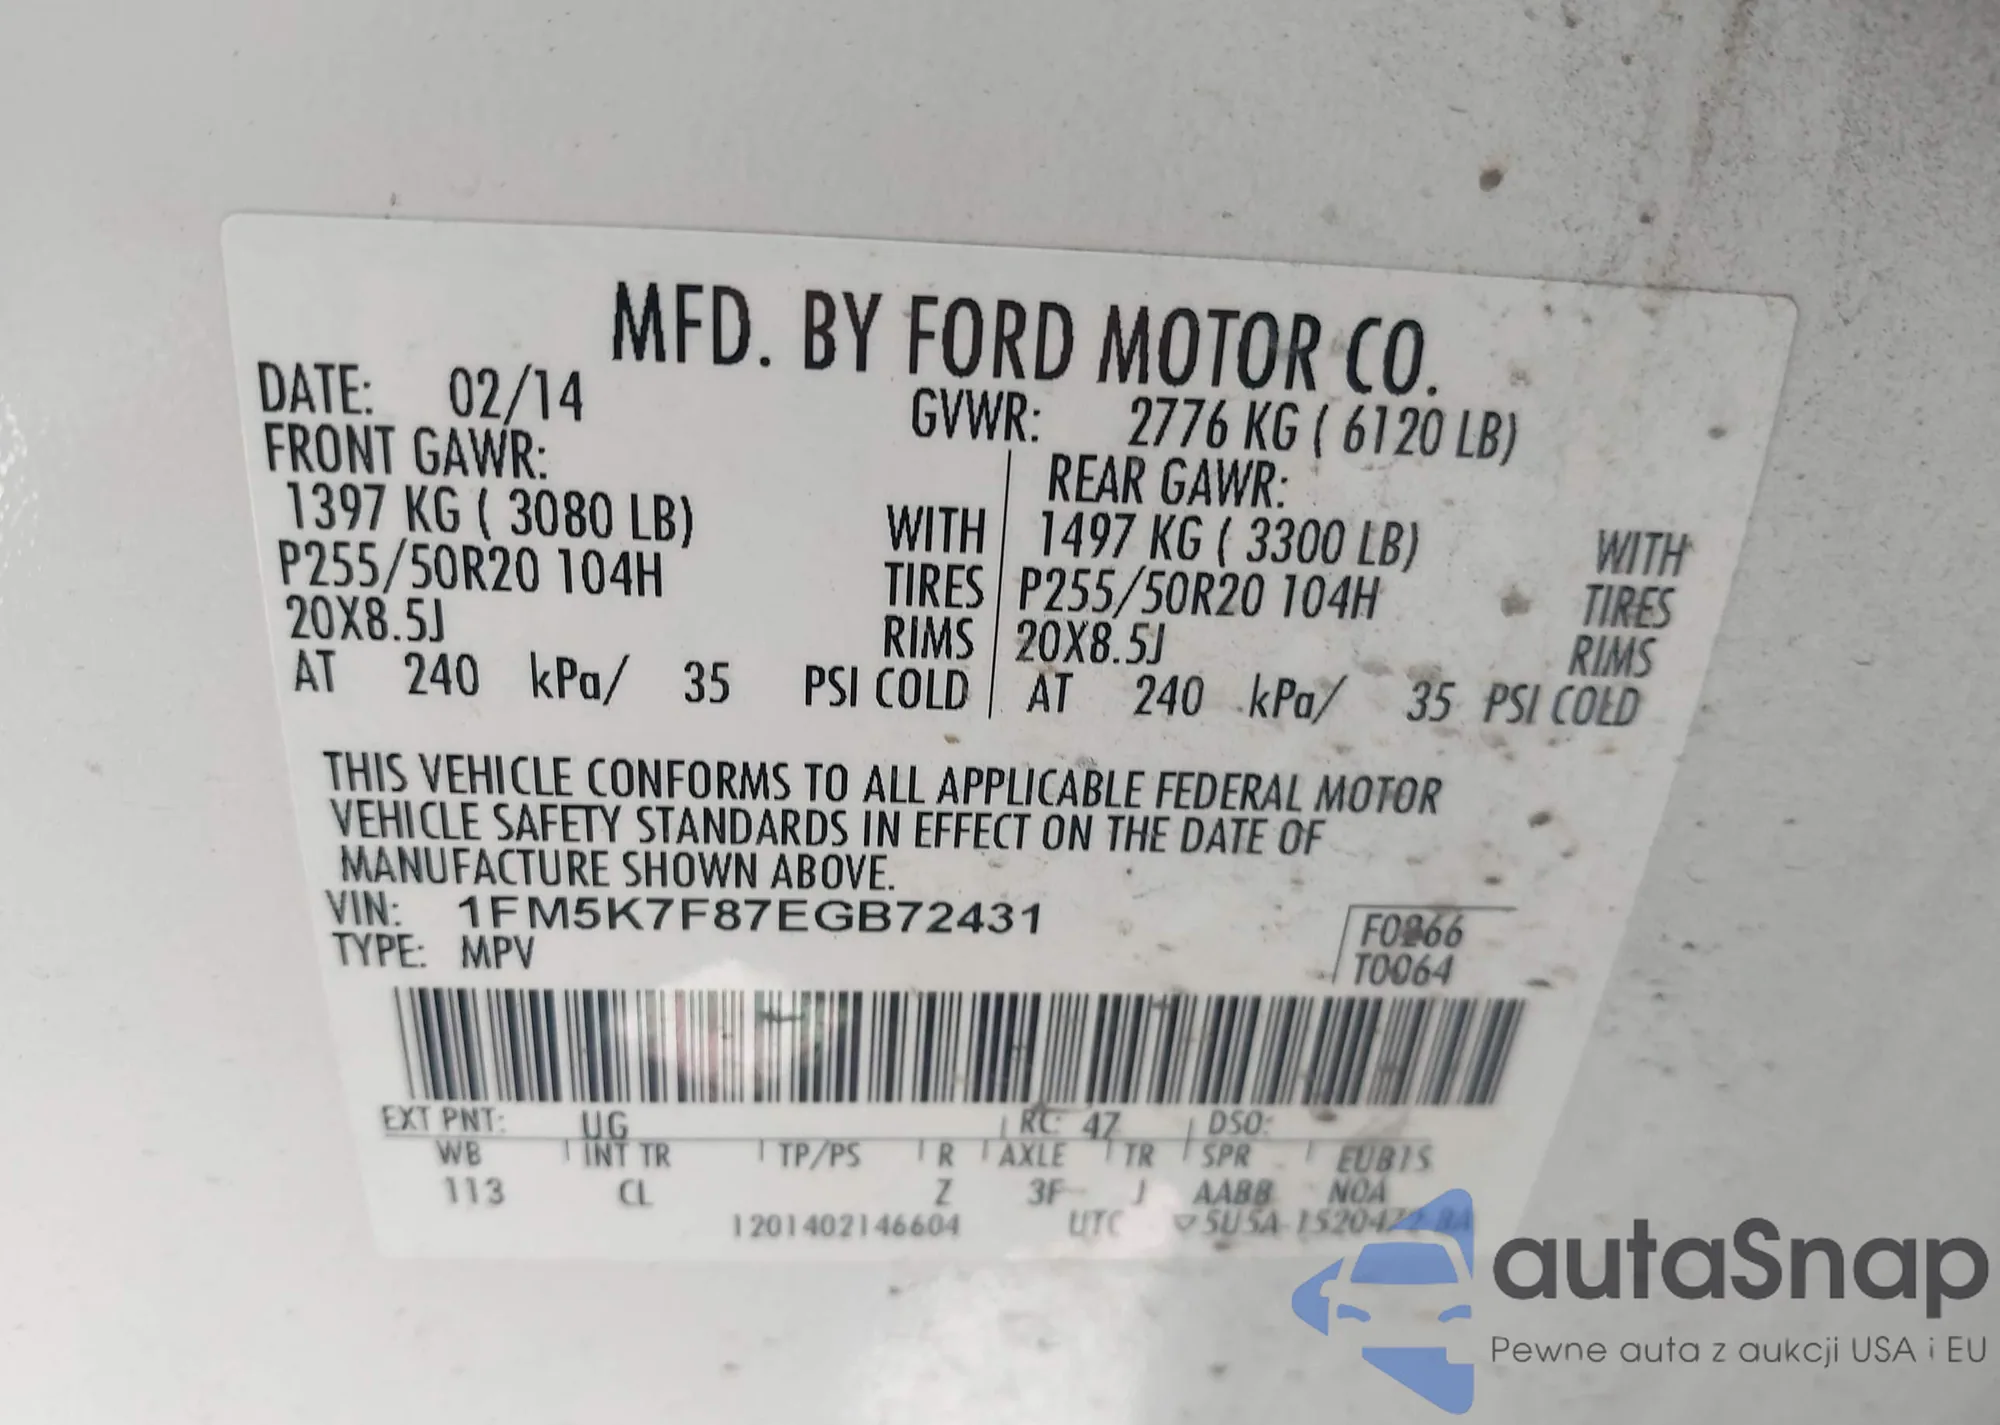 MFD. BY FORD MOTOR CO.
DATE: 02/14 GVWR: 2776 KG ( 6120 LB)
FRONT GAWR: REAR GAWR:
1397 KG ( 3080 LB) WITH 1497 KG ( 3300 LB) WITH
P255/50R20 104H TIRES P255/50R20 104H TIRES
20X8.5J RIMS 20X8.5J RIMS
AT 240 kPa/ 35 PSI COLD AT 240 kPa/ 35 PSI COLD
THIS VEHICLE CONFORMS TO ALL APPLICABLE FEDERAL MOTOR
VEHICLE SAFETY STANDARDS IN EFFECT ON THE DATE OF
MANUFACTURE SHOWN ABOVE.
VIN: 1FM5K7F87EGB72431
TYPE: MPV
T0064
EXT PNT: UG RC: 47 DSO:
WB INT TR TP/PS R AXLE TR SPR
113 CL Z 3F J AABB NOA
1201402146604 UTC
autaSnap
Pewne auta z aukcji USA i EU